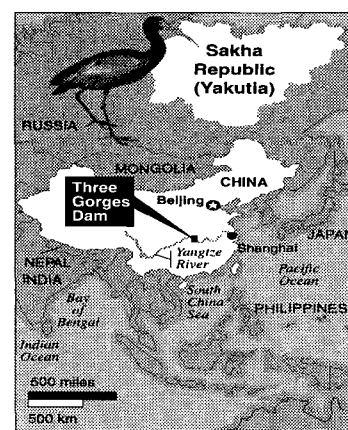 Sakha
Republic
(Yakutia)
RUSSIA
MONGOLIA
CHINA
Three
Gorges
Dam
Beijing
JAPAN
Shanghai
NEPAL
INDIA
Yangtze
River
Pacific
Ocean
Bay
of
Bengal
South
China
Sea
PHILIPPINES
Indian
Ocean
500 miles
500 km